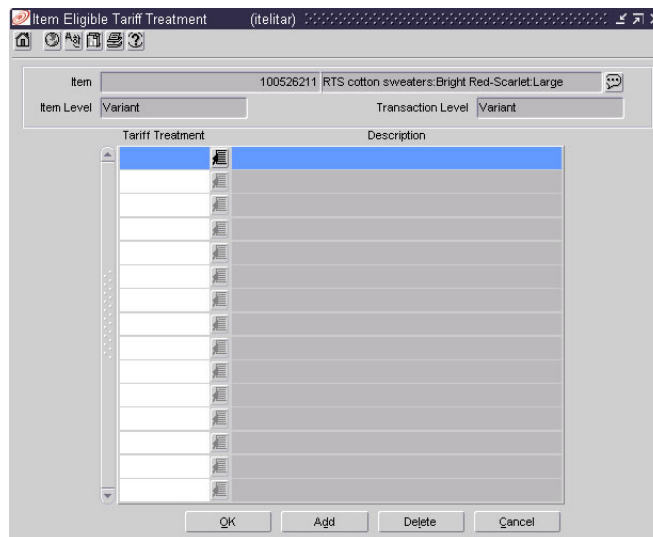 Item Eligible Tariff Treatment (itelitar)
Item 100526211 RTS cotton sweaters:Bright Red-Scarlet:Large
Item Level Variant Transaction Level Variant
Tariff Treatment Description
OK Add Delete Cancel